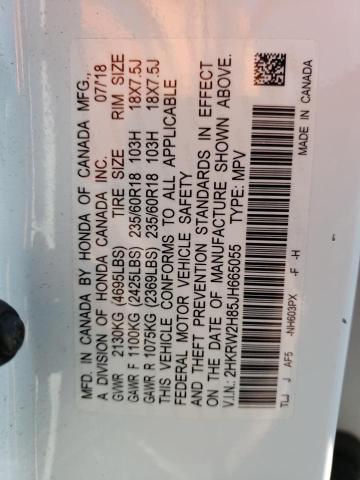 MFD. IN CANADA BY HONDA OF CANADA MFG.,
A DIVISION OF HONDA CANADA INC. 07/18
TIRE SIZE RIM SIZE
GVWR 2130KG (4695LBS)
GAWR F 1100KG (2425LBS) 235/60R18 103H 18X7.5J
GAWR R 1075KG (2369LBS) 235/60R18 103H 18X7.5J
THIS VEHICLE CONFORMS TO ALL APPLICABLE
FEDERAL MOTOR VEHICLE SAFETY
AND THEFT PREVENTION STANDARDS IN EFFECT
ON THE DATE OF MANUFACTURE SHOWN ABOVE.
V.I.N.: 2HKRW2H85JH665055 TYPE: MPV
TLJ J AF5 -NH603PX -F -H
MADE IN CANADA